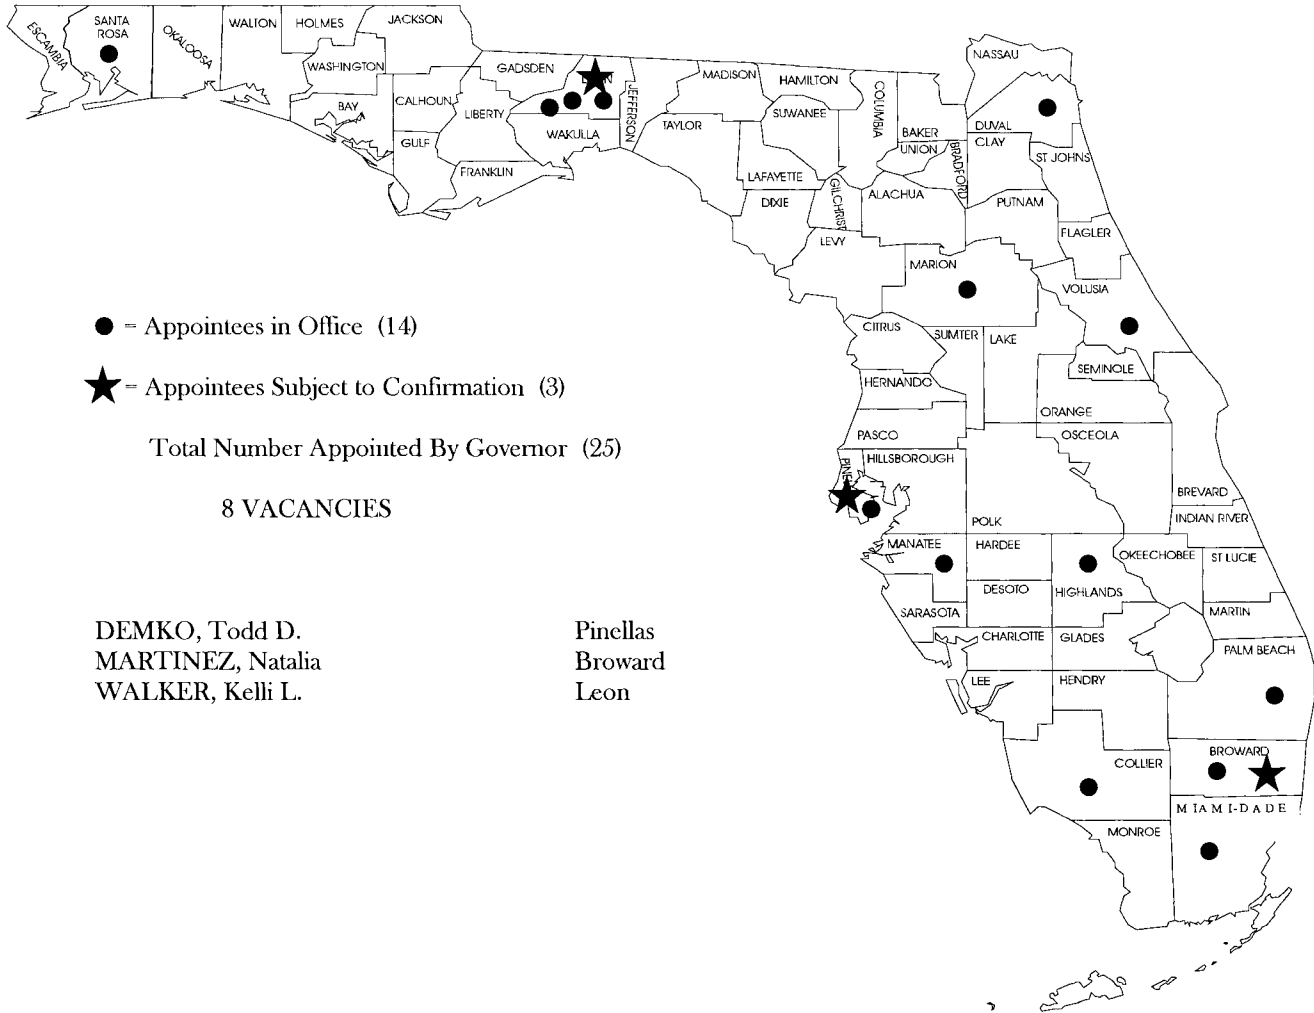 ESCAMBIA
SANTA
ROSA
OKALOOSA
WALTON
HOLMES
JACKSON
WASHINGTON
BAY
CALHOUN
GULF
LIBERTY
GADSDEN
FRANKLIN
WAKULLA
JEFFERSON
MADISON
TAYLOR
HAMILTON
SUWANEE
LAFAYETTE
DIXIE
COLUMBIA
GILCHRIST
BAKER
UNION
BRADFORD
ALACHUA
LEVY
NASSAU
DUVAL
CLAY
ST JOHNS
PUTNAM
FLAGLER
MARION
VOLUSIA
CITRUS
SUMTER
LAKE
SEMINOLE
HERNANDO
ORANGE
PASCO
OSCEOLA
PINE
HILLSBOROUGH
POLK
BREVARD
INDIAN RIVER
MANATEE
HARDEE
OKEECHOBEE
ST LUCIE
DESOTO
HIGHLANDS
SARASOTA
MARTIN
CHARLOTTE
GLADES
PALM BEACH
LEE
HENDRY
COLLIER
BROWARD
MIAMI-DADE
MONROE
= Appointees in Office (14)
= Appointees Subject to Confirmation (3)
Total Number Appointed By Governor (25)
8 VACANCIES
DEMKO, Todd D. Pinellas
MARTINEZ, Natalia Broward
WALKER, Kelli L. Leon